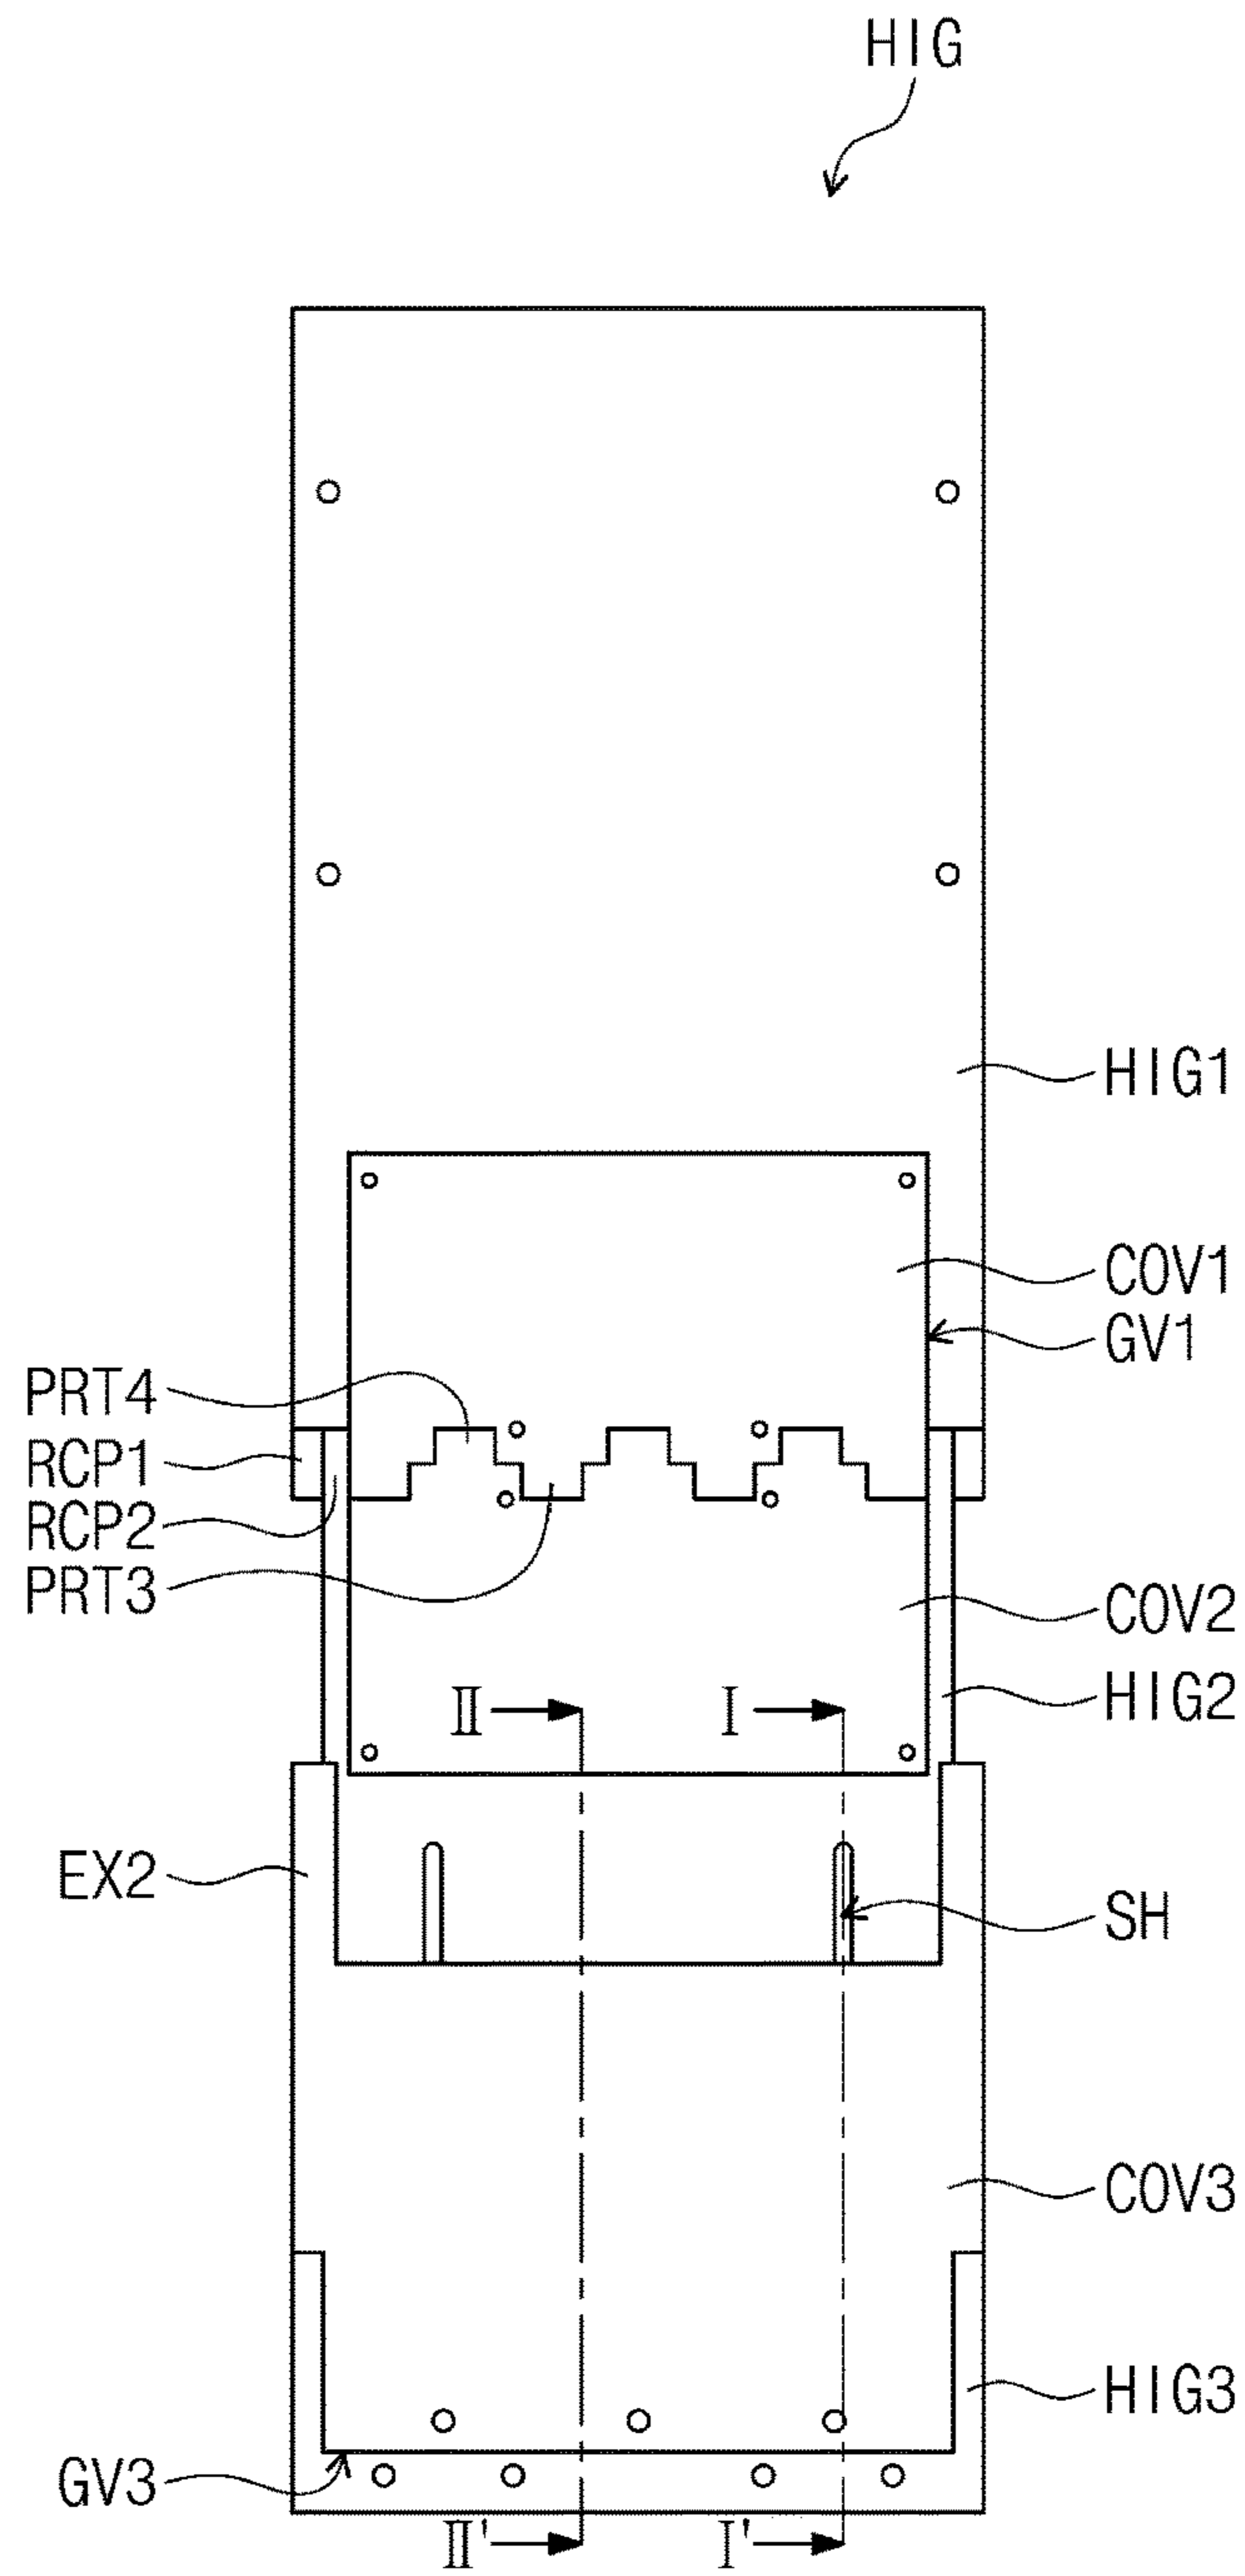 HIG
HIG1
COV1
GV1
PRT4
RCP1
RCP2
PRT3
COV2
HIG2
II
I
EX2
SH
COV3
HIG3
GV3
II'
I'